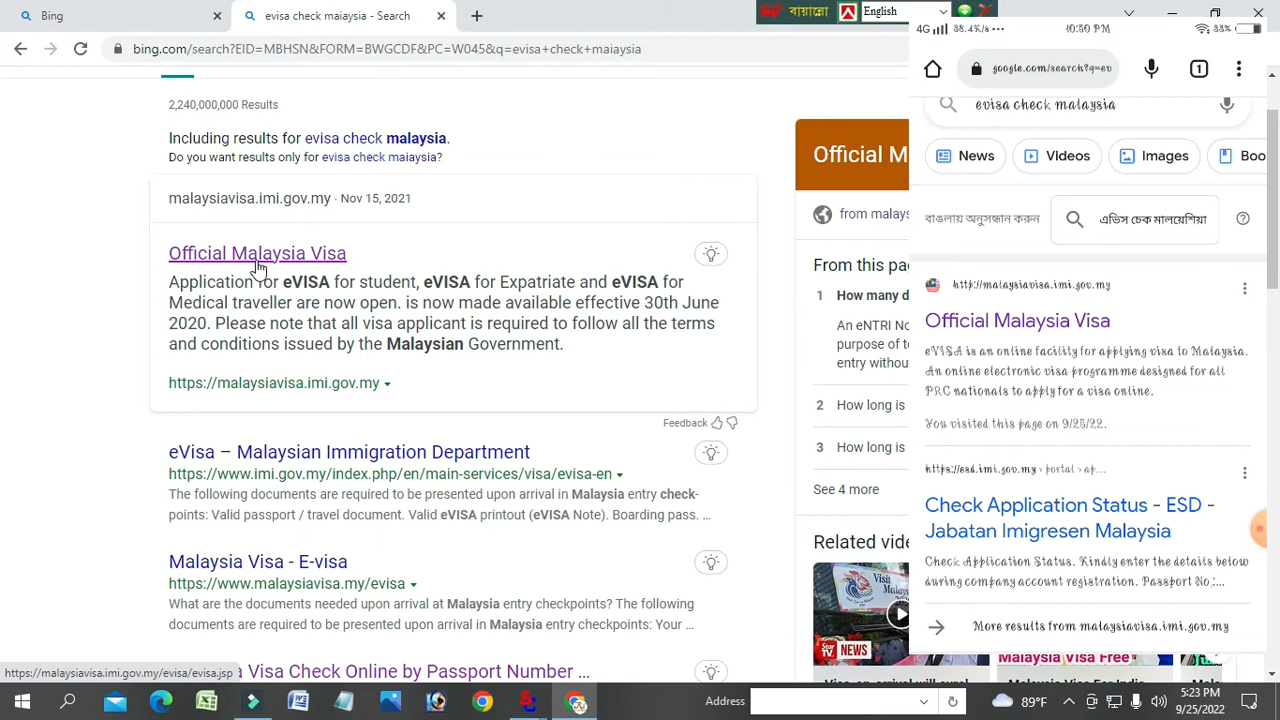 Bing
evisa check malaysia - Search
বায়ান্নো
English
bing.com/search?EID=MBHSN&FORM=BWGCDF&PC=W045&q=evisa+check+maiaysia
2,240,000,000 Results
Including results for evisa check malaysia.
Do you want results only for evisa check maiaysia?
malaysiavisa.imi.gov.my · Nov 15, 2021
Official Malaysia Visa
Application for eVISA for student, eVISA for Expatriate and eVISA for
Medical traveller are now open. is now made available effective 30th June
2020. Please note that all visa applicant is required to follow all the terms
and conditions issued by the Malaysian Government.
https://malaysiavisa.imi.gov.my
Feedback
eVisa – Malaysian Immigration Department
https://www.imi.gov.my/index.php/en/main-services/visa/evisa-en
The following documents are required to be presented upon arrival in Malaysia entry check-
points: Valid passport / travel document. Valid eVISA printout (eVISA Note). Boarding pass. ...
Malaysia Visa - E-visa
https://www.malaysiavisa.my/evisa
What are the documents needed upon arrival at Malaysia entry checkpoints? The following
documents are required to be presented upon arrival in Malaysia entry checkpoints: Your ...
Visa Check Online by Passport Number ...
https://malaysiavisa.imi.gov.my/evisa/evisa.jsp
Official M
from malays
From this pa
1 How many d
An eNTRI No
purpose of to
entry withou
2 How long is
3 How long is
See 4 more
Related vide
Visit Malaysia
Star TV
NEWS
Malaysia Visa Free
4G 38.4K/s ··· 10:50 PM 33%
google.com/search?q=ev
1
evisa check malaysia
News
Videos
Images
Boo
বাংলায় অনুসন্ধান করুন
এভিস চেক মালয়েশিয়া
http://malaysiavisa.imi.gov.my
Official Malaysia Visa
eVISA is an online facility for applying visa to Malaysia.
An online electronic visa programme designed for all
PRC nationals to apply for a visa online.
You visited this page on 9/25/22.
https://esd.imi.gov.my › portal › ap...
Check Application Status - ESD -
Jabatan Imigresen Malaysia
Check Application Status. Kindly enter the details below
during company account registration. Passport No.:...
More results from malaysiavisa.imi.gov.my
Address
89°F
5:23 PM
9/25/2022